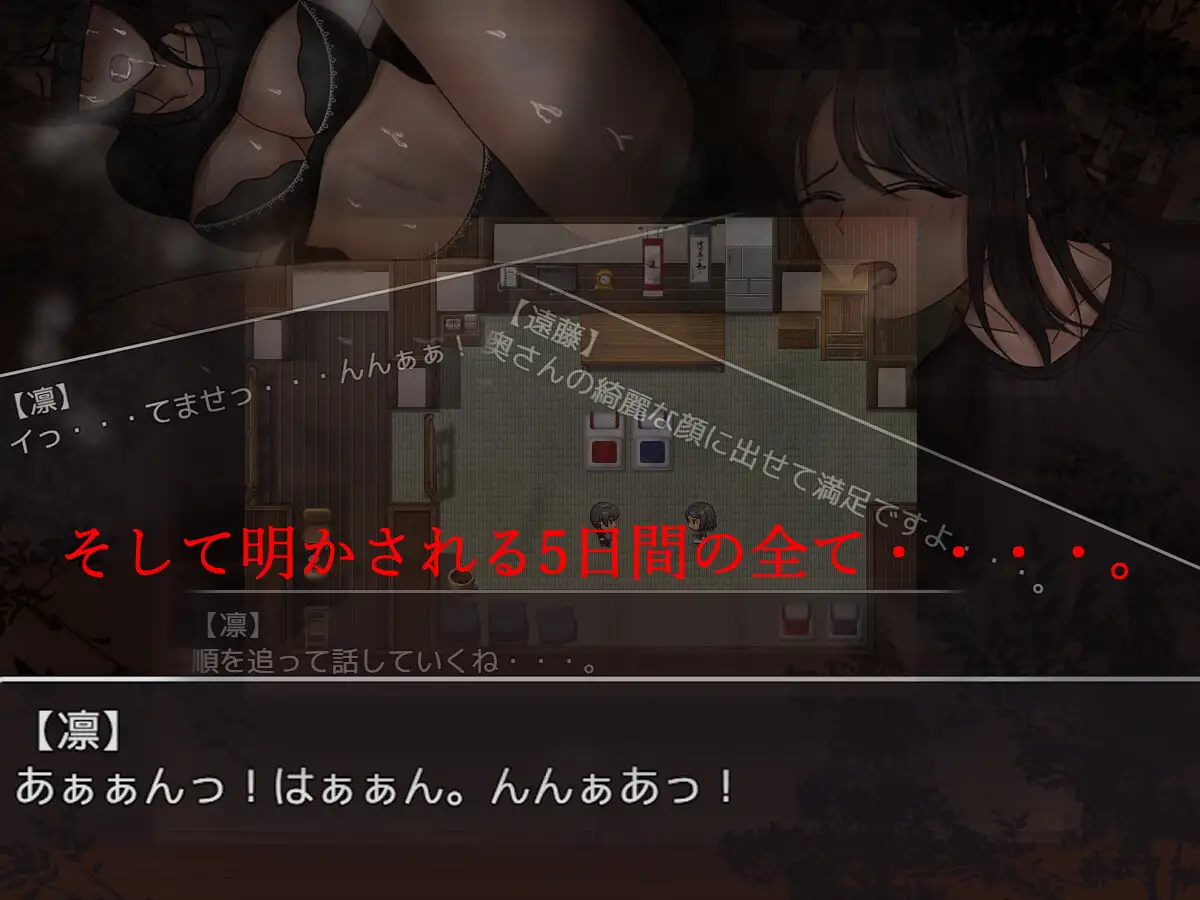 【凛】
イっ・・・てませっ・・・んんぁぁ！
【遠藤】
奥さんの綺麗な顔に出せて満足ですよ・・・。
そして明かされる5日間の全て・・・・。
【凛】
順を追って話していくね・・・。
【凛】
あぁぁんっ！はぁぁん。んんぁあっ！